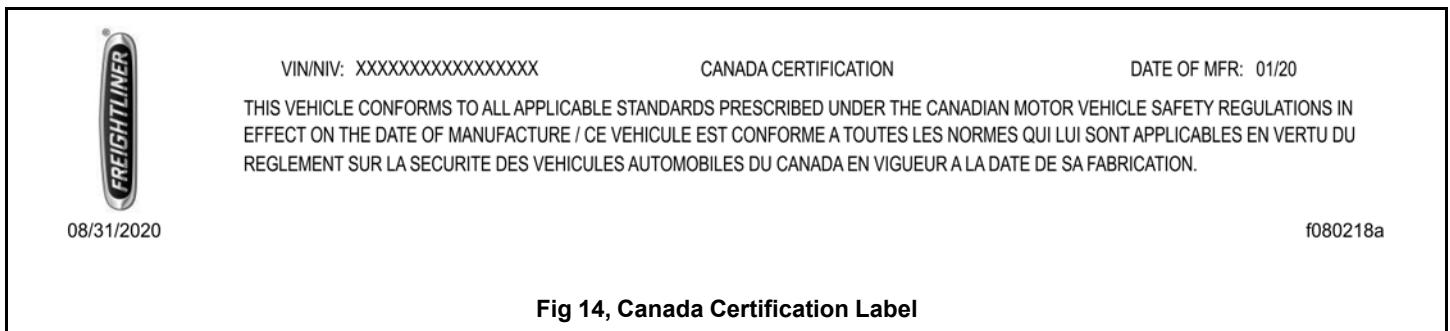 FREIGHTLINER®
VIN/NIV: XXXXXXXXXXXXXXXXX CANADA CERTIFICATION DATE OF MFR: 01/20
THIS VEHICLE CONFORMS TO ALL APPLICABLE STANDARDS PRESCRIBED UNDER THE CANADIAN MOTOR VEHICLE SAFETY REGULATIONS IN
EFFECT ON THE DATE OF MANUFACTURE / CE VEHICULE EST CONFORME A TOUTES LES NORMES QUI LUI SONT APPLICABLES EN VERTU DU
REGLEMENT SUR LA SECURITE DES VEHICULES AUTOMOBILES DU CANADA EN VIGUEUR A LA DATE DE SA FABRICATION.
08/31/2020 f080218a
Fig 14, Canada Certification Label